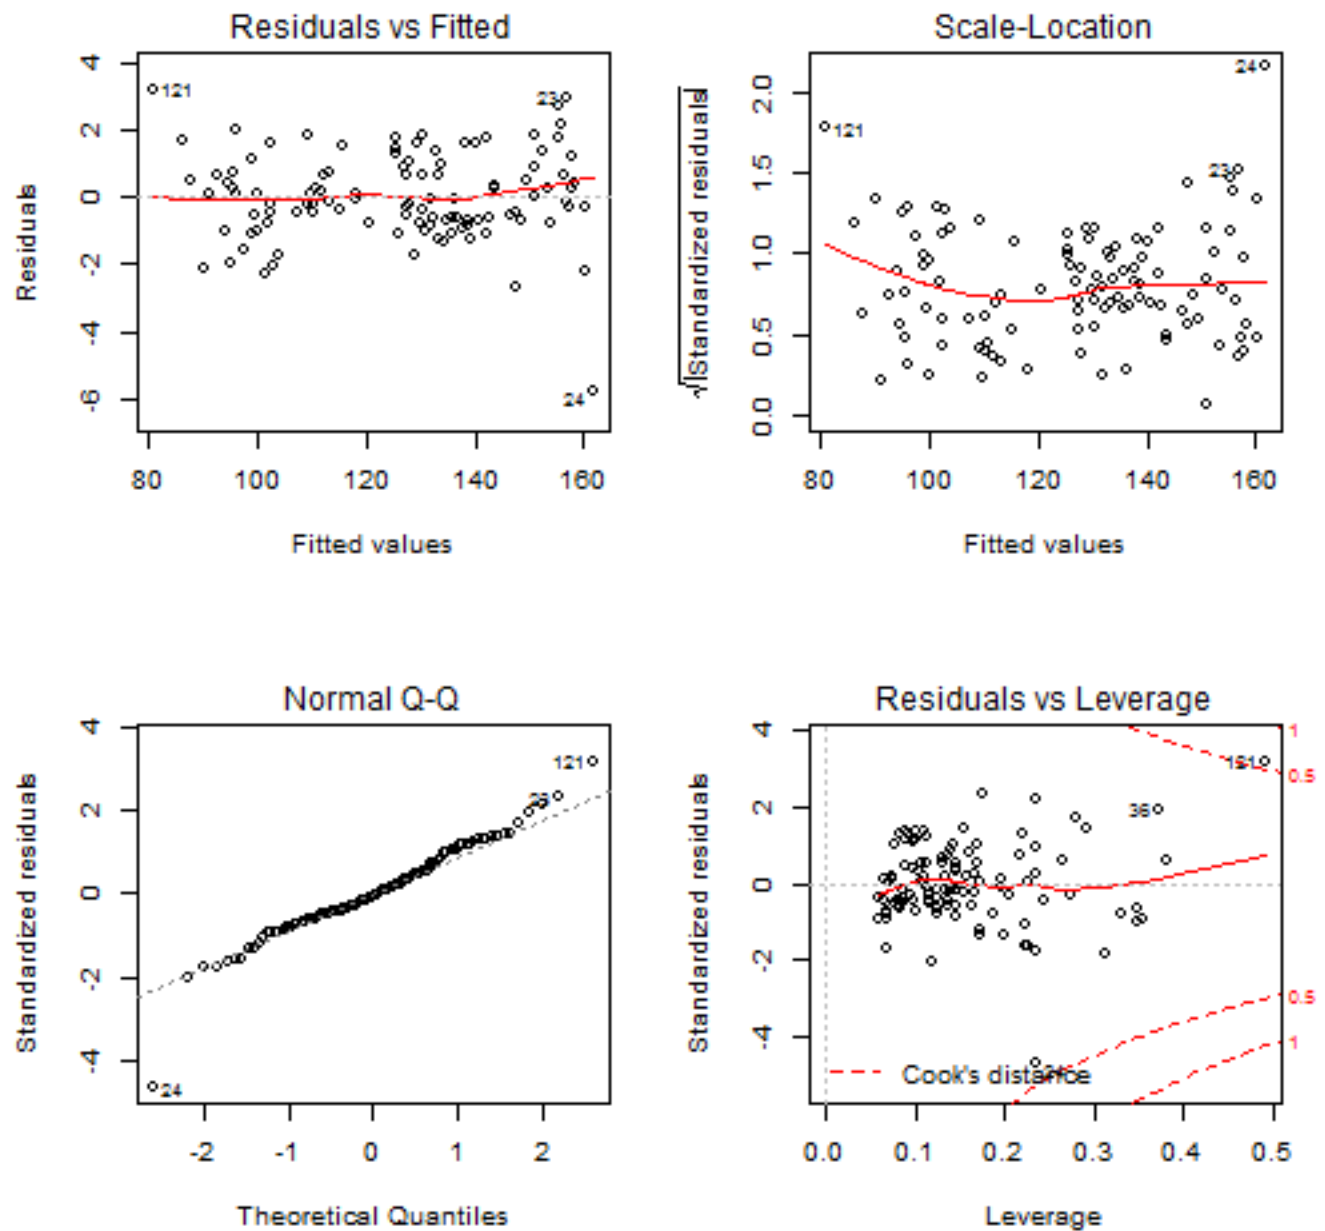 Residuals vs Fitted
Residuals
4
2
0
-2
-4
-6
121
23
24
80 100 120 140 160
Fitted values
Scale-Location
√|Standardized residuals|
2.0
1.5
1.0
0.5
0.0
121
24
23
80 100 120 140 160
Fitted values
Normal Q-Q
Standardized residuals
4
2
0
-2
-4
121
23
24
-2 -1 0 1 2
Theoretical Quantiles
Residuals vs Leverage
Standardized residuals
4
2
0
-2
-4
121
36
24
1
0.5
0.5
1
Cook's distance
0.0 0.1 0.2 0.3 0.4 0.5
Leverage